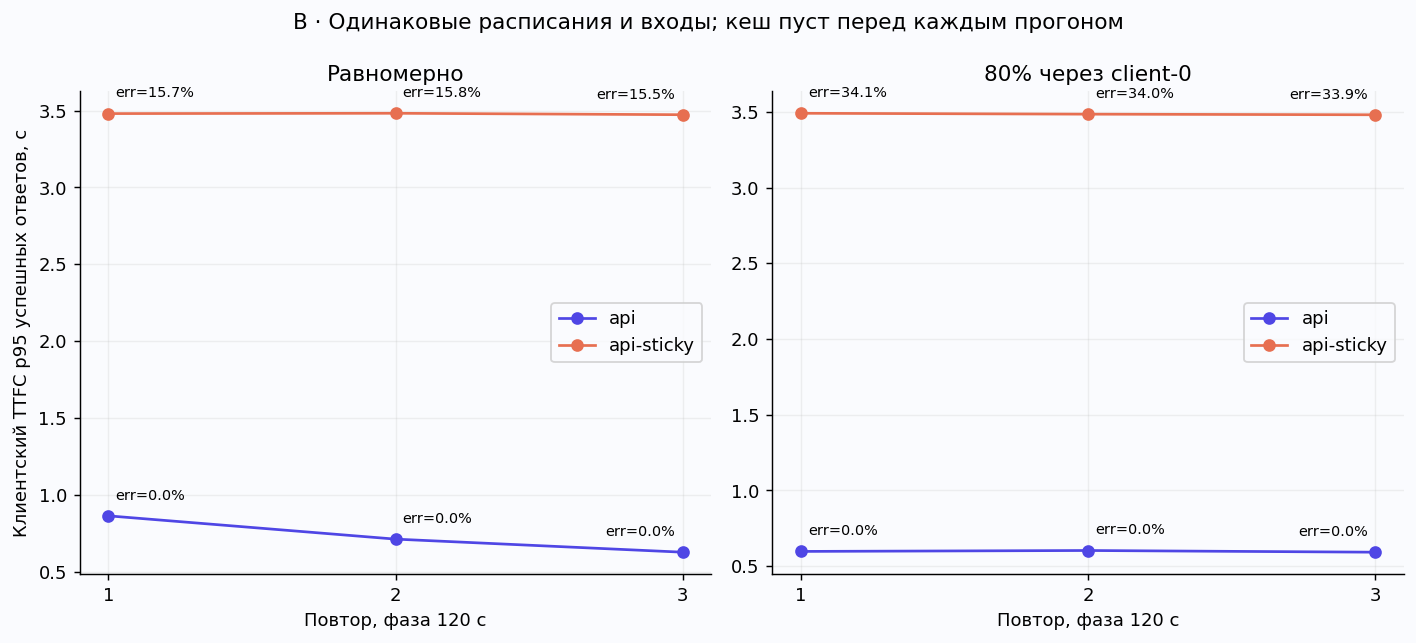 B · Одинаковые расписания и входы; кеш пуст перед каждым прогоном
Равномерно
Клиентский TTFC p95 успешных ответов, с
3.5
3.0
2.5
2.0
1.5
1.0
0.5
err=15.7%
err=15.8%
err=15.5%
api
api-sticky
err=0.0%
err=0.0%
err=0.0%
1
2
3
Повтор, фаза 120 с
80% через client-0
3.5
3.0
2.5
2.0
1.5
1.0
0.5
err=34.1%
err=34.0%
err=33.9%
api
api-sticky
err=0.0%
err=0.0%
err=0.0%
1
2
3
Повтор, фаза 120 с